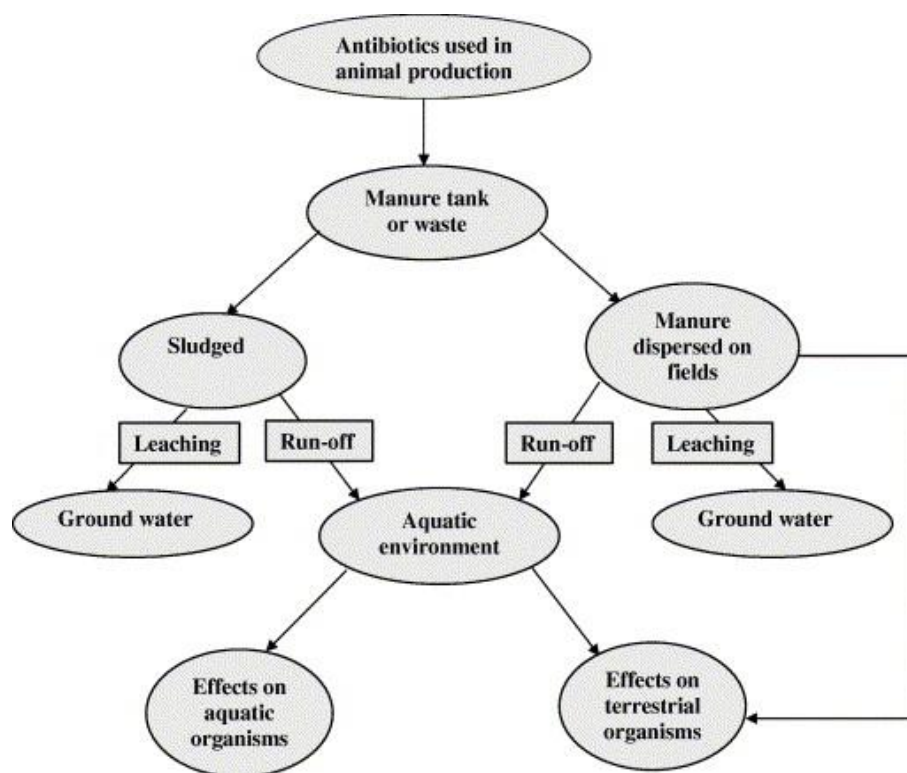 Antibiotics used in
animal production
Manure tank
or waste
Sludged
Manure
dispersed on
fields
Leaching
Run-off
Run-off
Leaching
Ground water
Aquatic
environment
Ground water
Effects on
aquatic
organisms
Effects on
terrestrial
organisms